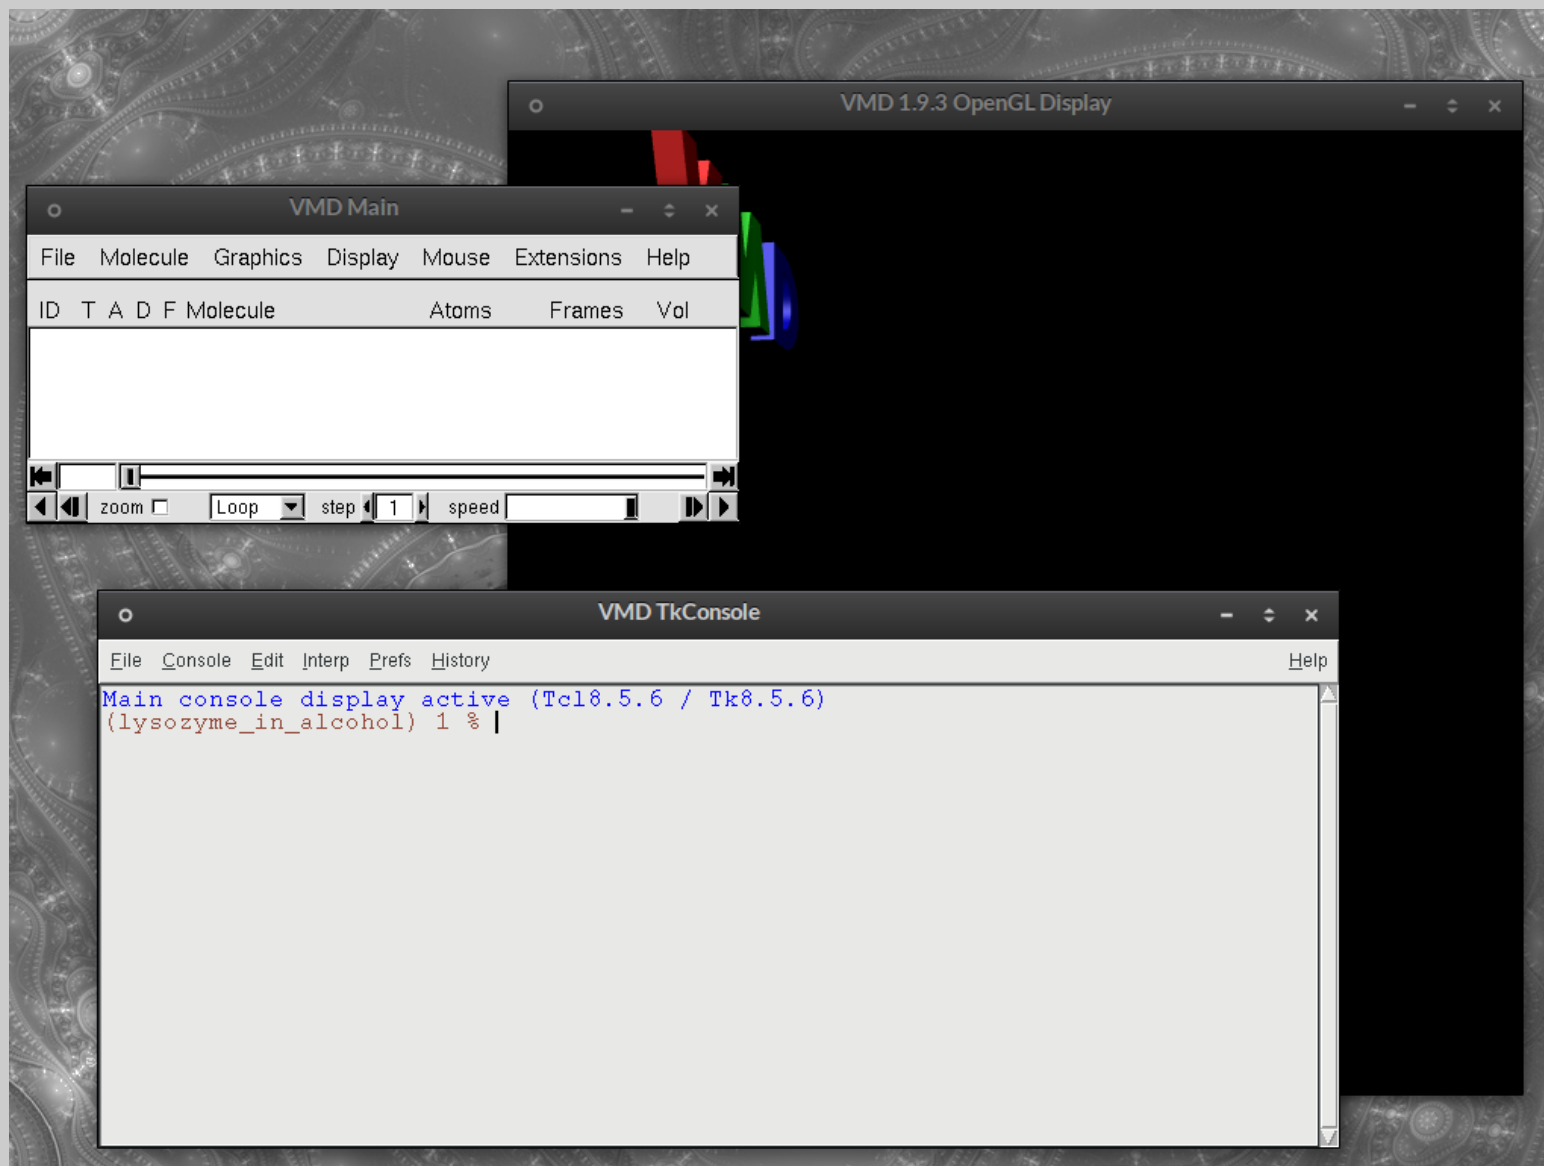 VMD 1.9.3 OpenGL Display
VMD Main
File Molecule Graphics Display Mouse Extensions Help
ID T A D F Molecule Atoms Frames Vol
zoom Loop step 1 speed
VMD TkConsole
File Console Edit Interp Prefs History Help
Main console display active (Tcl8.5.6 / Tk8.5.6)
(lysozyme_in_alcohol) 1 %